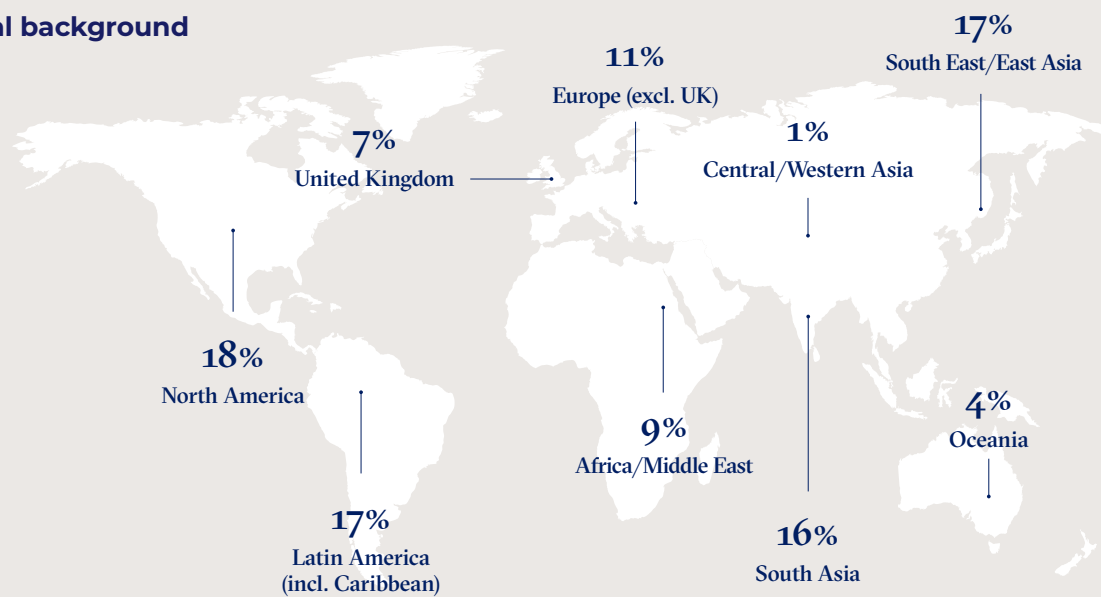 al background
17%
South East/East Asia
11%
Europe (excl. UK)
1%
Central/Western Asia
7%
United Kingdom
18%
North America
9%
Africa/Middle East
4%
Oceania
17%
Latin America
(incl. Caribbean)
16%
South Asia